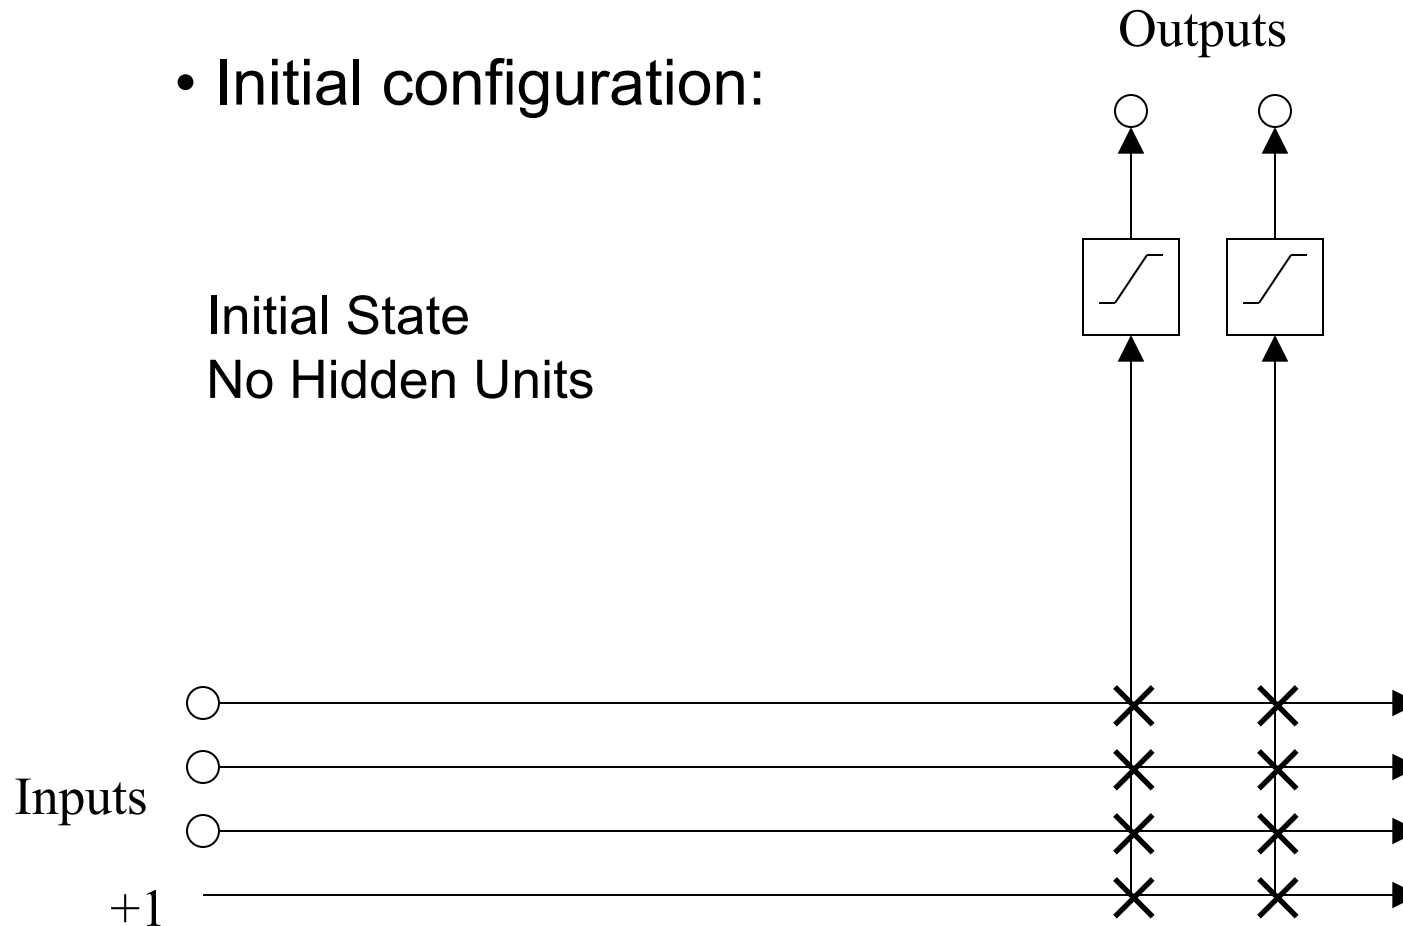 Outputs
• Initial configuration:
Initial State
No Hidden Units
Inputs
+1